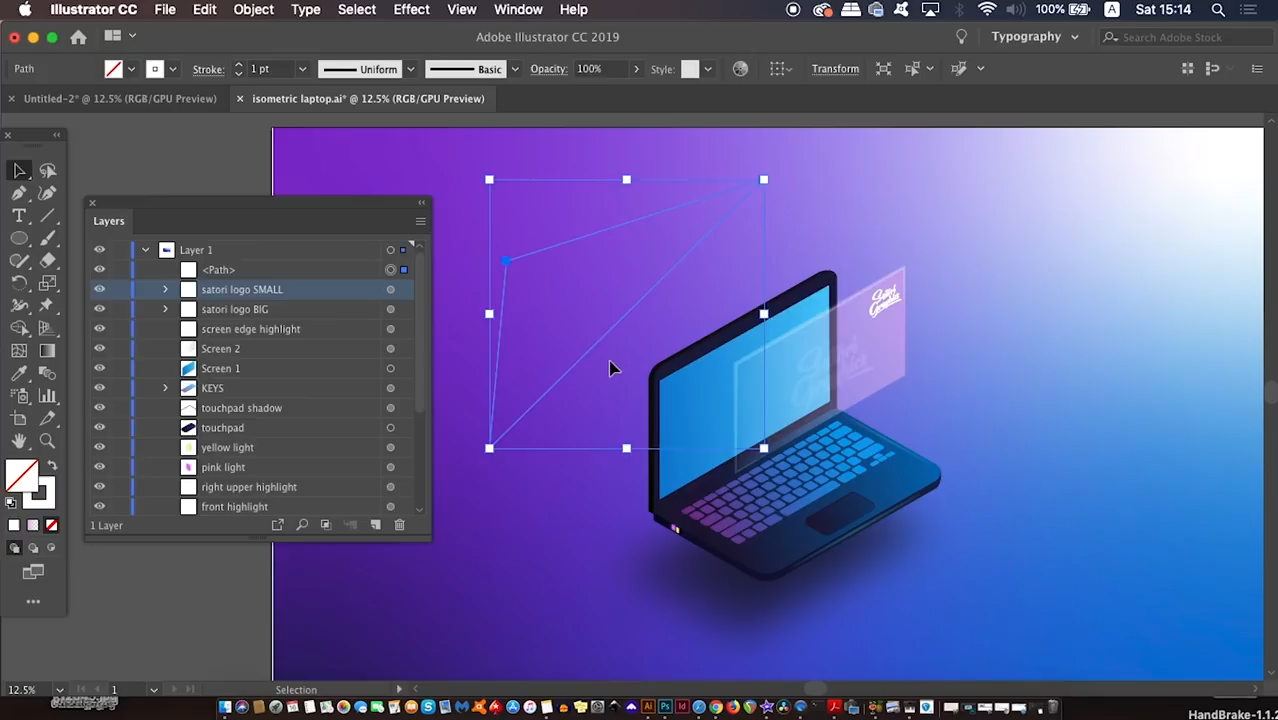 Illustrator CC File Edit Object Type Select Effect View Window Help 100% A Sat 15:14
Adobe Illustrator CC 2019 Typography Search Adobe Stock
Path Stroke: 1 pt Uniform Basic Opacity: 100% Style: Transform
× Untitled-2* @ 12.5% (RGB/GPU Preview) × isometric laptop.ai* @ 12.5% (RGB/GPU Preview)
Layers
Layer 1
<Path>
satori logo SMALL
satori logo BIG
screen edge highlight
Screen 2
Screen 1
KEYS
touchpad shadow
touchpad
yellow light
pink light
right upper highlight
front highlight
1 Layer
Satori
Graphics
12.5% 1 Selection
HandBrake-1.1.